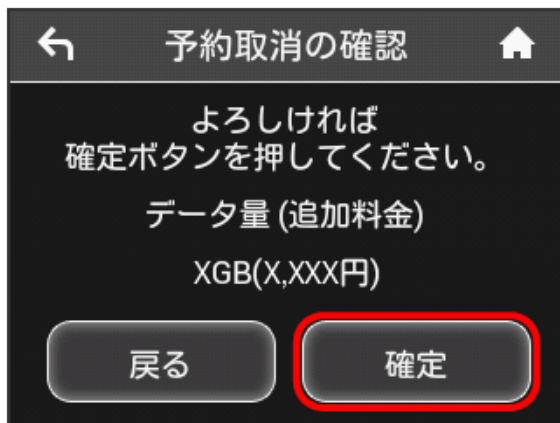 予約取消の確認
よろしければ
確定ボタンを押してください。
データ量 (追加料金)
XGB(X,XXX円)
戻る
確定